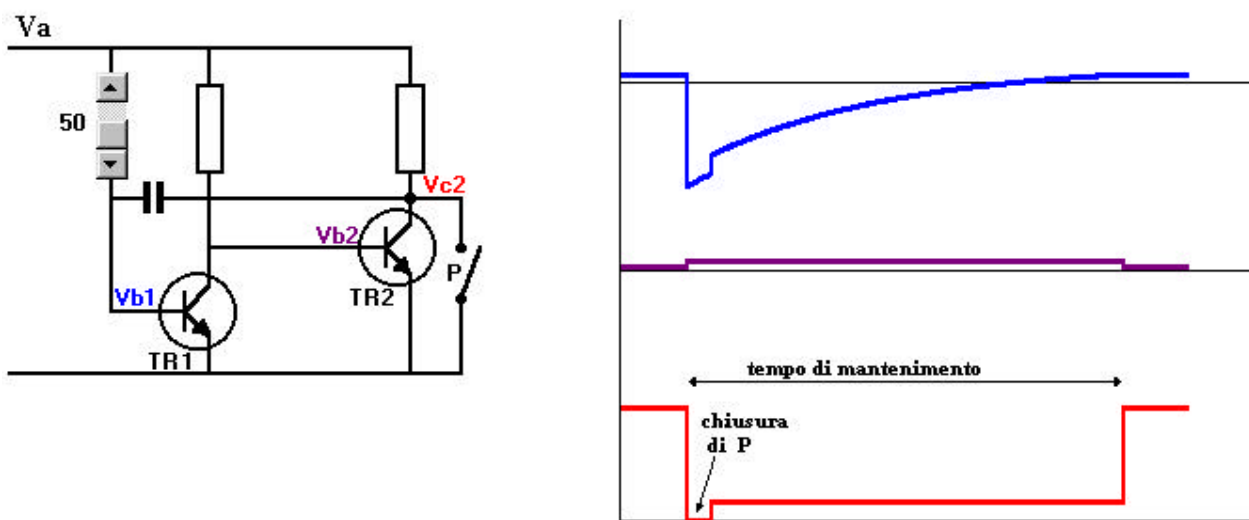 Va
50
Vc2
Vb2
P
TR2
Vb1
TR1
tempo di mantenimento
chiusura
di P